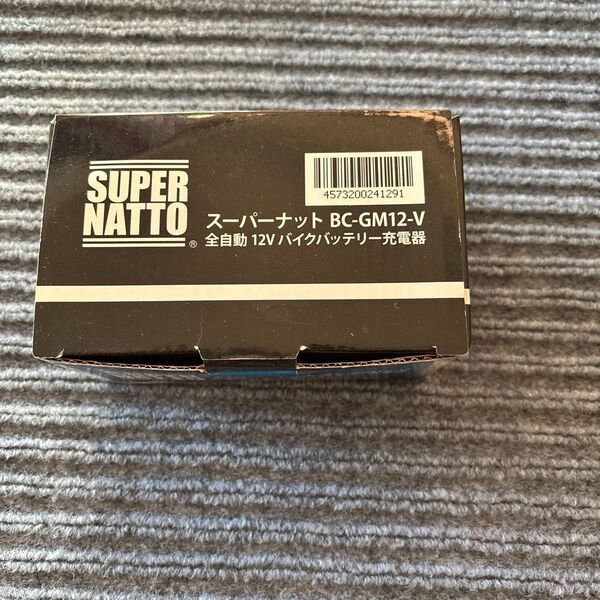 SUPER
NATTO
®
4573200241291
スーパーナット BC-GM12-V
全自動 12V バイクバッテリー充電器